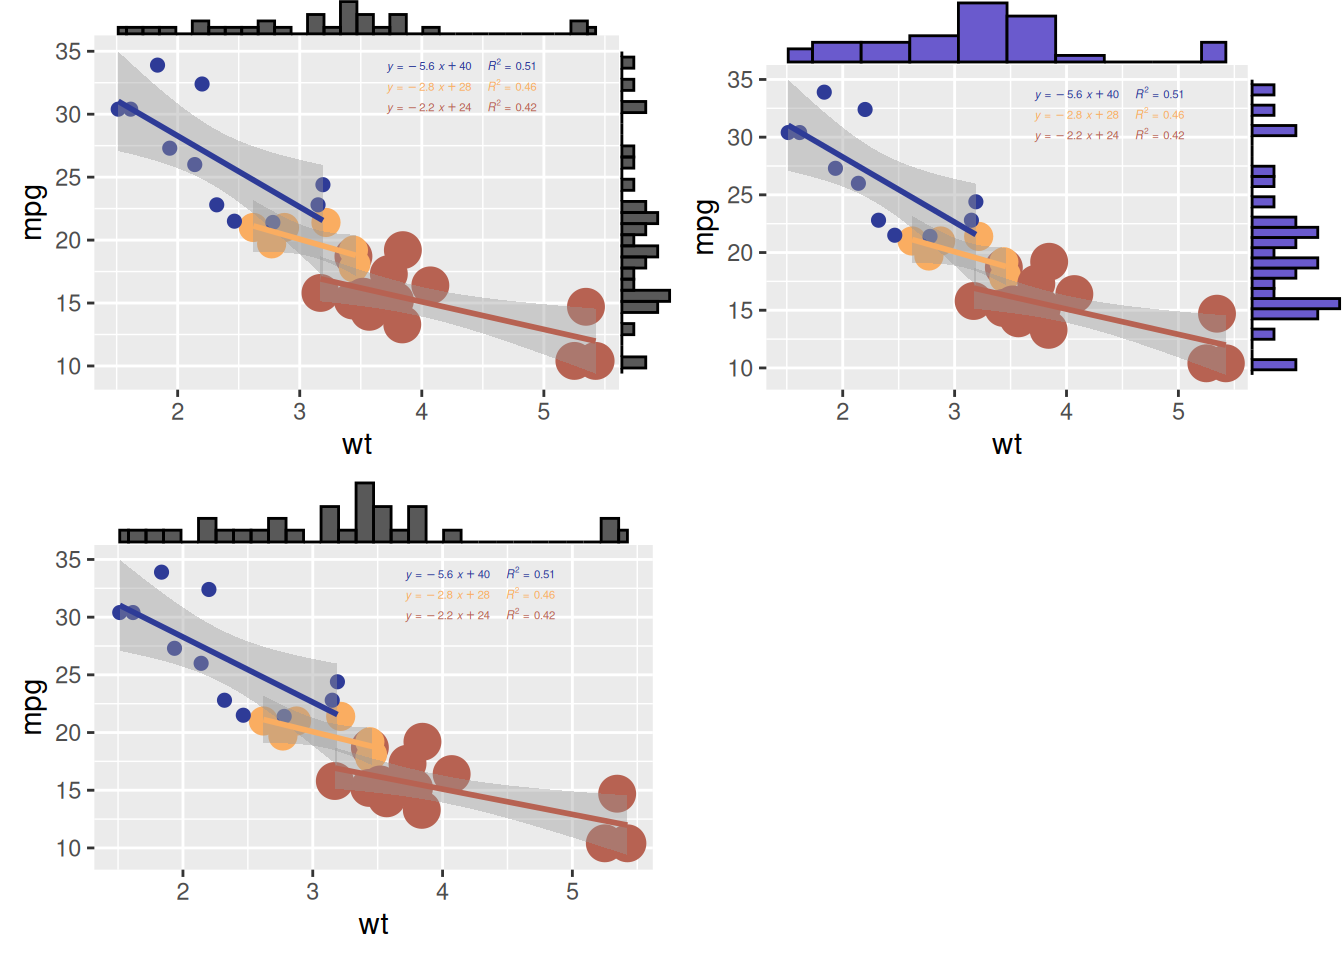 35
30
25
20
15
10
mpg
y = − 5.6 x + 40 R² = 0.51
y = − 2.8 x + 28 R² = 0.46
y = − 2.2 x + 24 R² = 0.42
2 3 4 5
wt
35
30
25
20
15
10
mpg
y = − 5.6 x + 40 R² = 0.51
y = − 2.8 x + 28 R² = 0.46
y = − 2.2 x + 24 R² = 0.42
2 3 4 5
wt
35
30
25
20
15
10
mpg
y = − 5.6 x + 40 R² = 0.51
y = − 2.8 x + 28 R² = 0.46
y = − 2.2 x + 24 R² = 0.42
2 3 4 5
wt